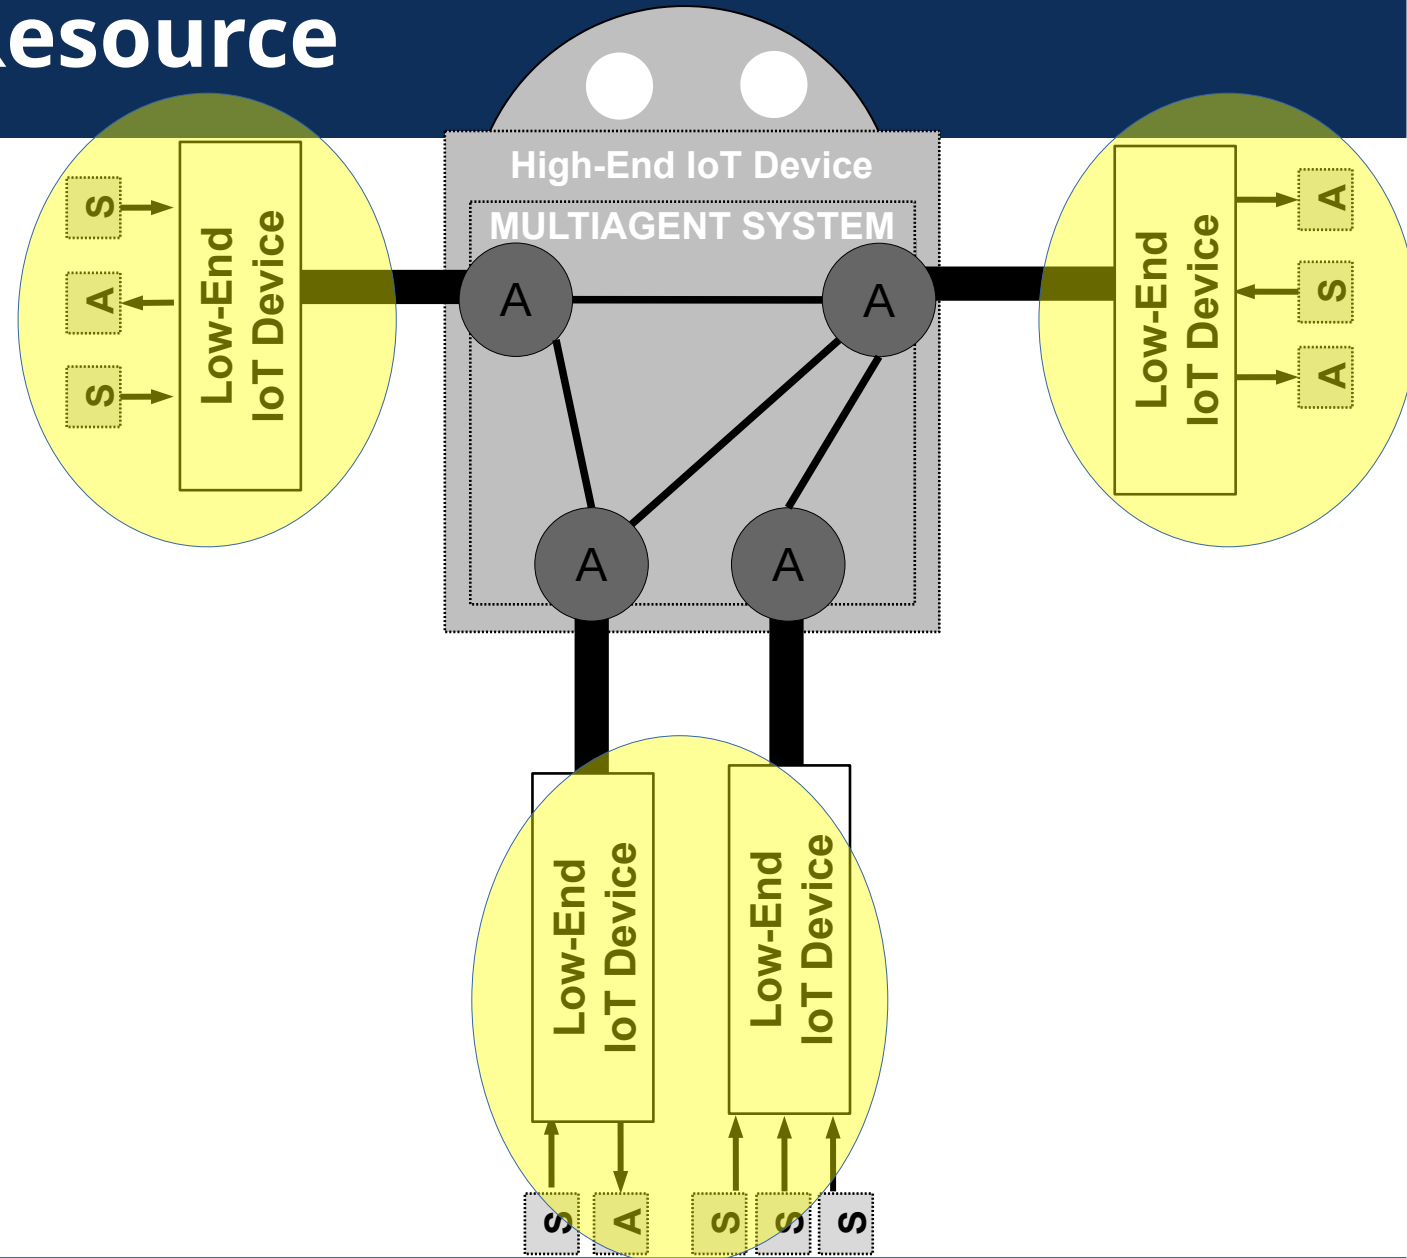 esource
High-End IoT Device
MULTIAGENT SYSTEM
S
A
S
Low-End
IoT Device
A
A
Low-End
IoT Device
A
S
A
A
A
Low-End
IoT Device
Low-End
IoT Device
S
A
S
S
S